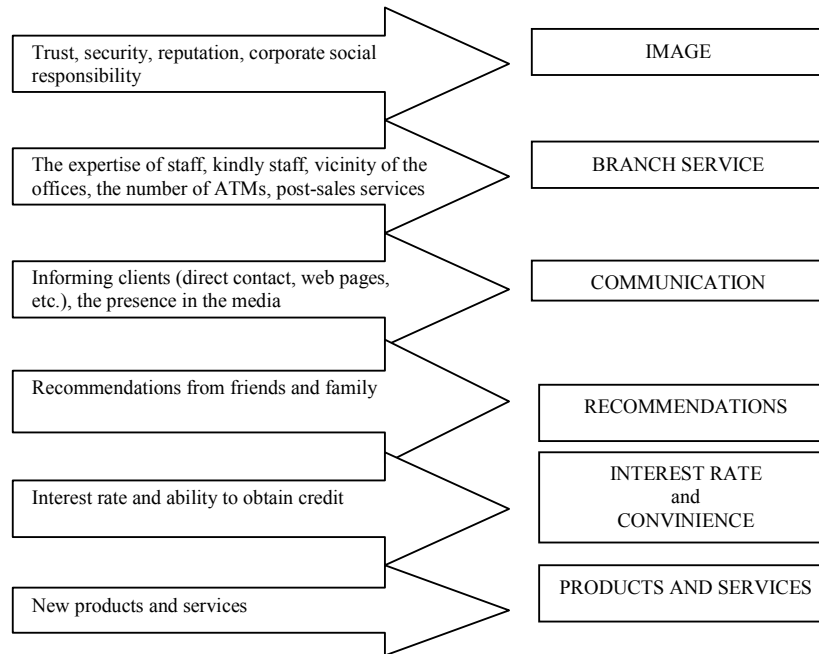 Trust, security, reputation, corporate social
responsibility
IMAGE
The expertise of staff, kindly staff, vicinity of the
offices, the number of ATMs, post-sales services
BRANCH SERVICE
Informing clients (direct contact, web pages,
etc.), the presence in the media
COMMUNICATION
Recommendations from friends and family
RECOMMENDATIONS
Interest rate and ability to obtain credit
INTEREST RATE
and
CONVINIENCE
New products and services
PRODUCTS AND SERVICES